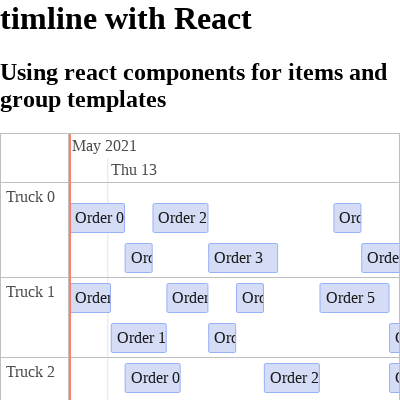 timline with React
Using react components for items and
group templates
May 2021
Thu 13
Truck 0
Order 0
Order 2
Orc
Orc
Order 3
Orde
Truck 1
Order
Order
Orc
Order 5
Order 1
Orc
Truck 2
Order 0
Order 2